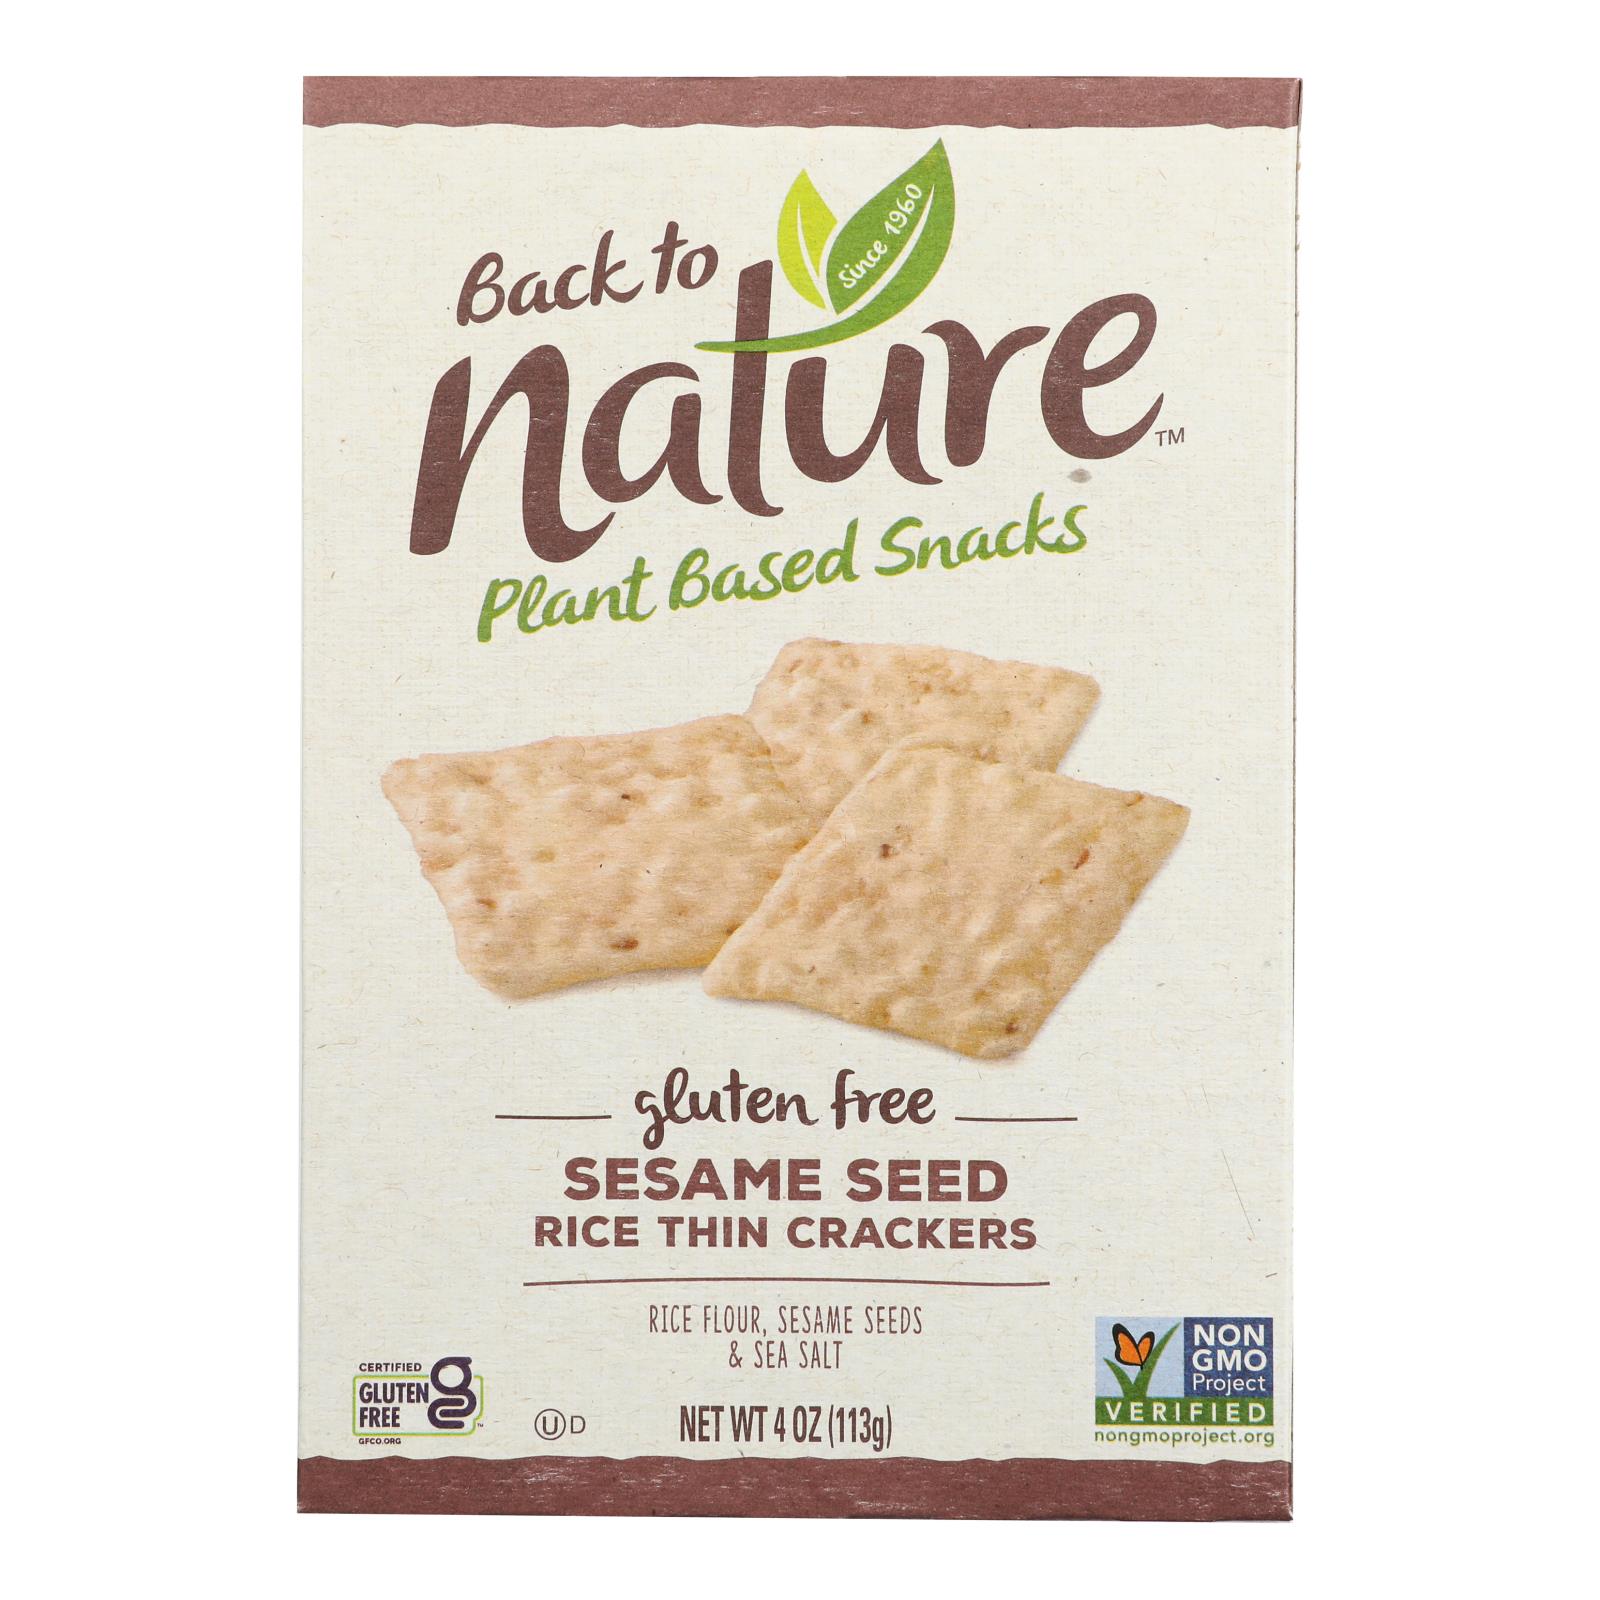 Since 1960
Back to
nature™
Plant Based Snacks
gluten free
SESAME SEED
RICE THIN CRACKERS
RICE FLOUR, SESAME SEEDS
& SEA SALT
CERTIFIED
GLUTEN
FREE
™
GFCO.ORG
U D
NET WT 4 OZ (113g)
NON
GMO
Project
VERIFIED
nongmoproject.org